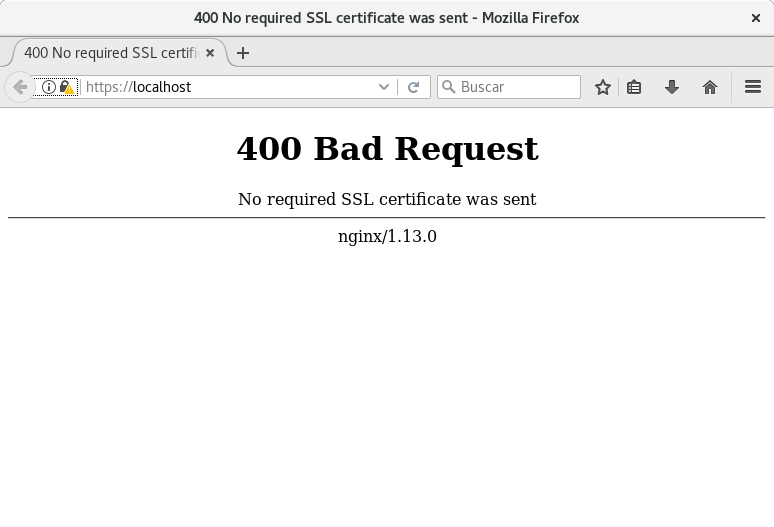 400 No required SSL certificate was sent - Mozilla Firefox
400 No required SSL certifi
https://localhost
Buscar
400 Bad Request
No required SSL certificate was sent
nginx/1.13.0